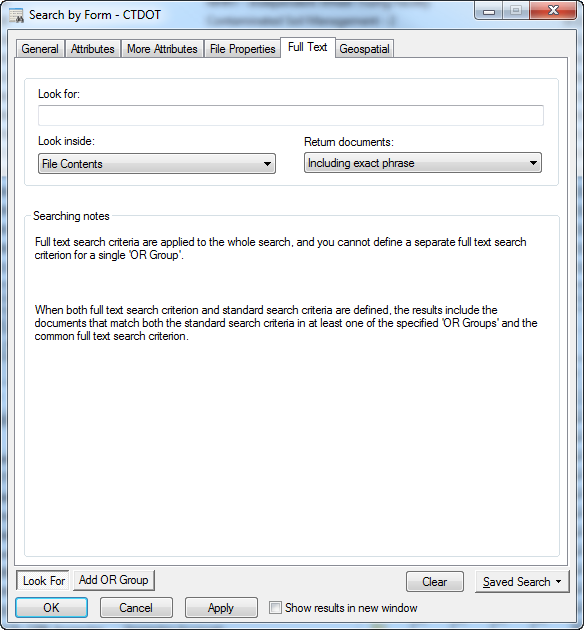 Search by Form - CTDOT
General Attributes More Attributes File Properties Full Text Geospatial
Look for:
Look inside: Return documents:
File Contents Including exact phrase
Searching notes
Full text search criteria are applied to the whole search, and you cannot define a separate full text search
criterion for a single 'OR Group'.
When both full text search criterion and standard search criteria are defined, the results include the
documents that match both the standard search criteria in at least one of the specified 'OR Groups' and the
common full text search criterion.
Look For Add OR Group Clear Saved Search
OK Cancel Apply Show results in new window